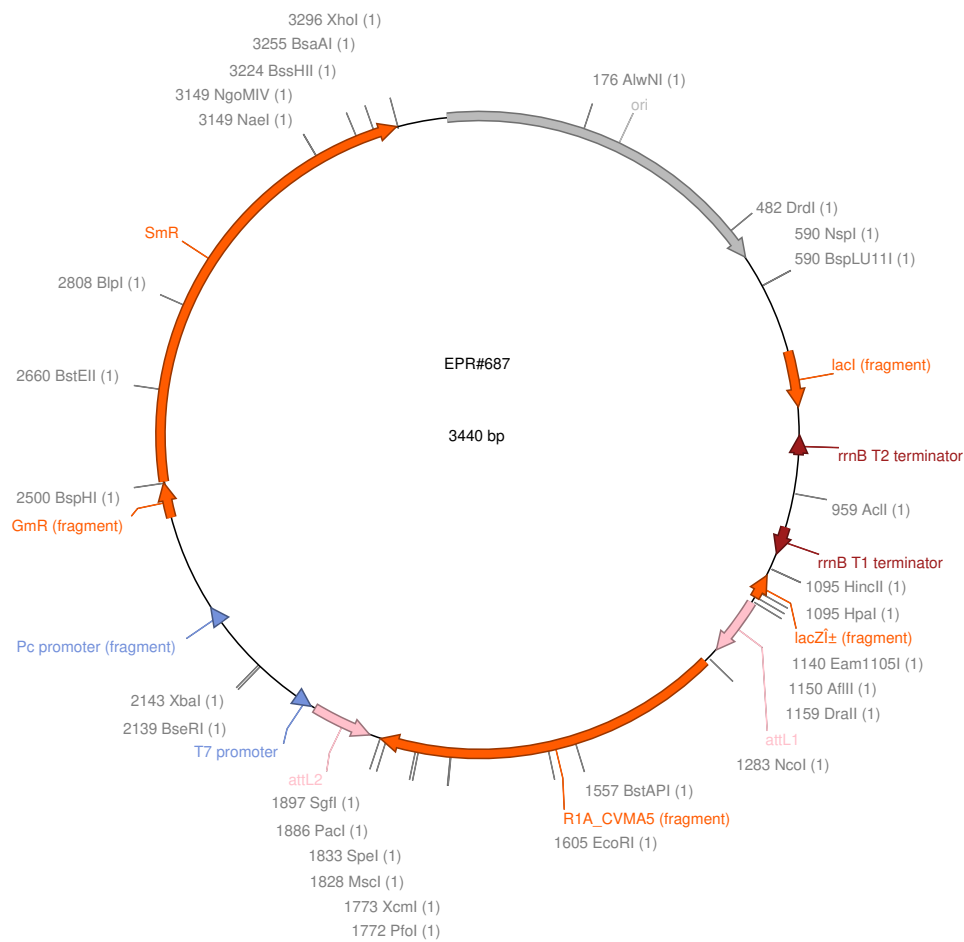 3296 XhoI (1)
3255 BsaAI (1)
3224 BssHII (1)
3149 NgoMIV (1)
3149 NaeI (1)
176 AlwNI (1)
ori
482 DrdI (1)
590 NspI (1)
590 BspLU11I (1)
SmR
2808 BlpI (1)
2660 BstEII (1)
EPR#687
3440 bp
lacI (fragment)
rrnB T2 terminator
959 AclI (1)
rrnB T1 terminator
1095 HincII (1)
1095 HpaI (1)
lacZÎ± (fragment)
1140 Eam1105I (1)
1150 AflII (1)
1159 DraII (1)
attL1
1283 NcoI (1)
2500 BspHI (1)
GmR (fragment)
Pc promoter (fragment)
2143 XbaI (1)
2139 BseRI (1)
T7 promoter
attL2
1897 SgfI (1)
1886 PacI (1)
1833 SpeI (1)
1828 MscI (1)
1773 XcmI (1)
1772 PfoI (1)
1557 BstAPI (1)
R1A_CVMA5 (fragment)
1605 EcoRI (1)